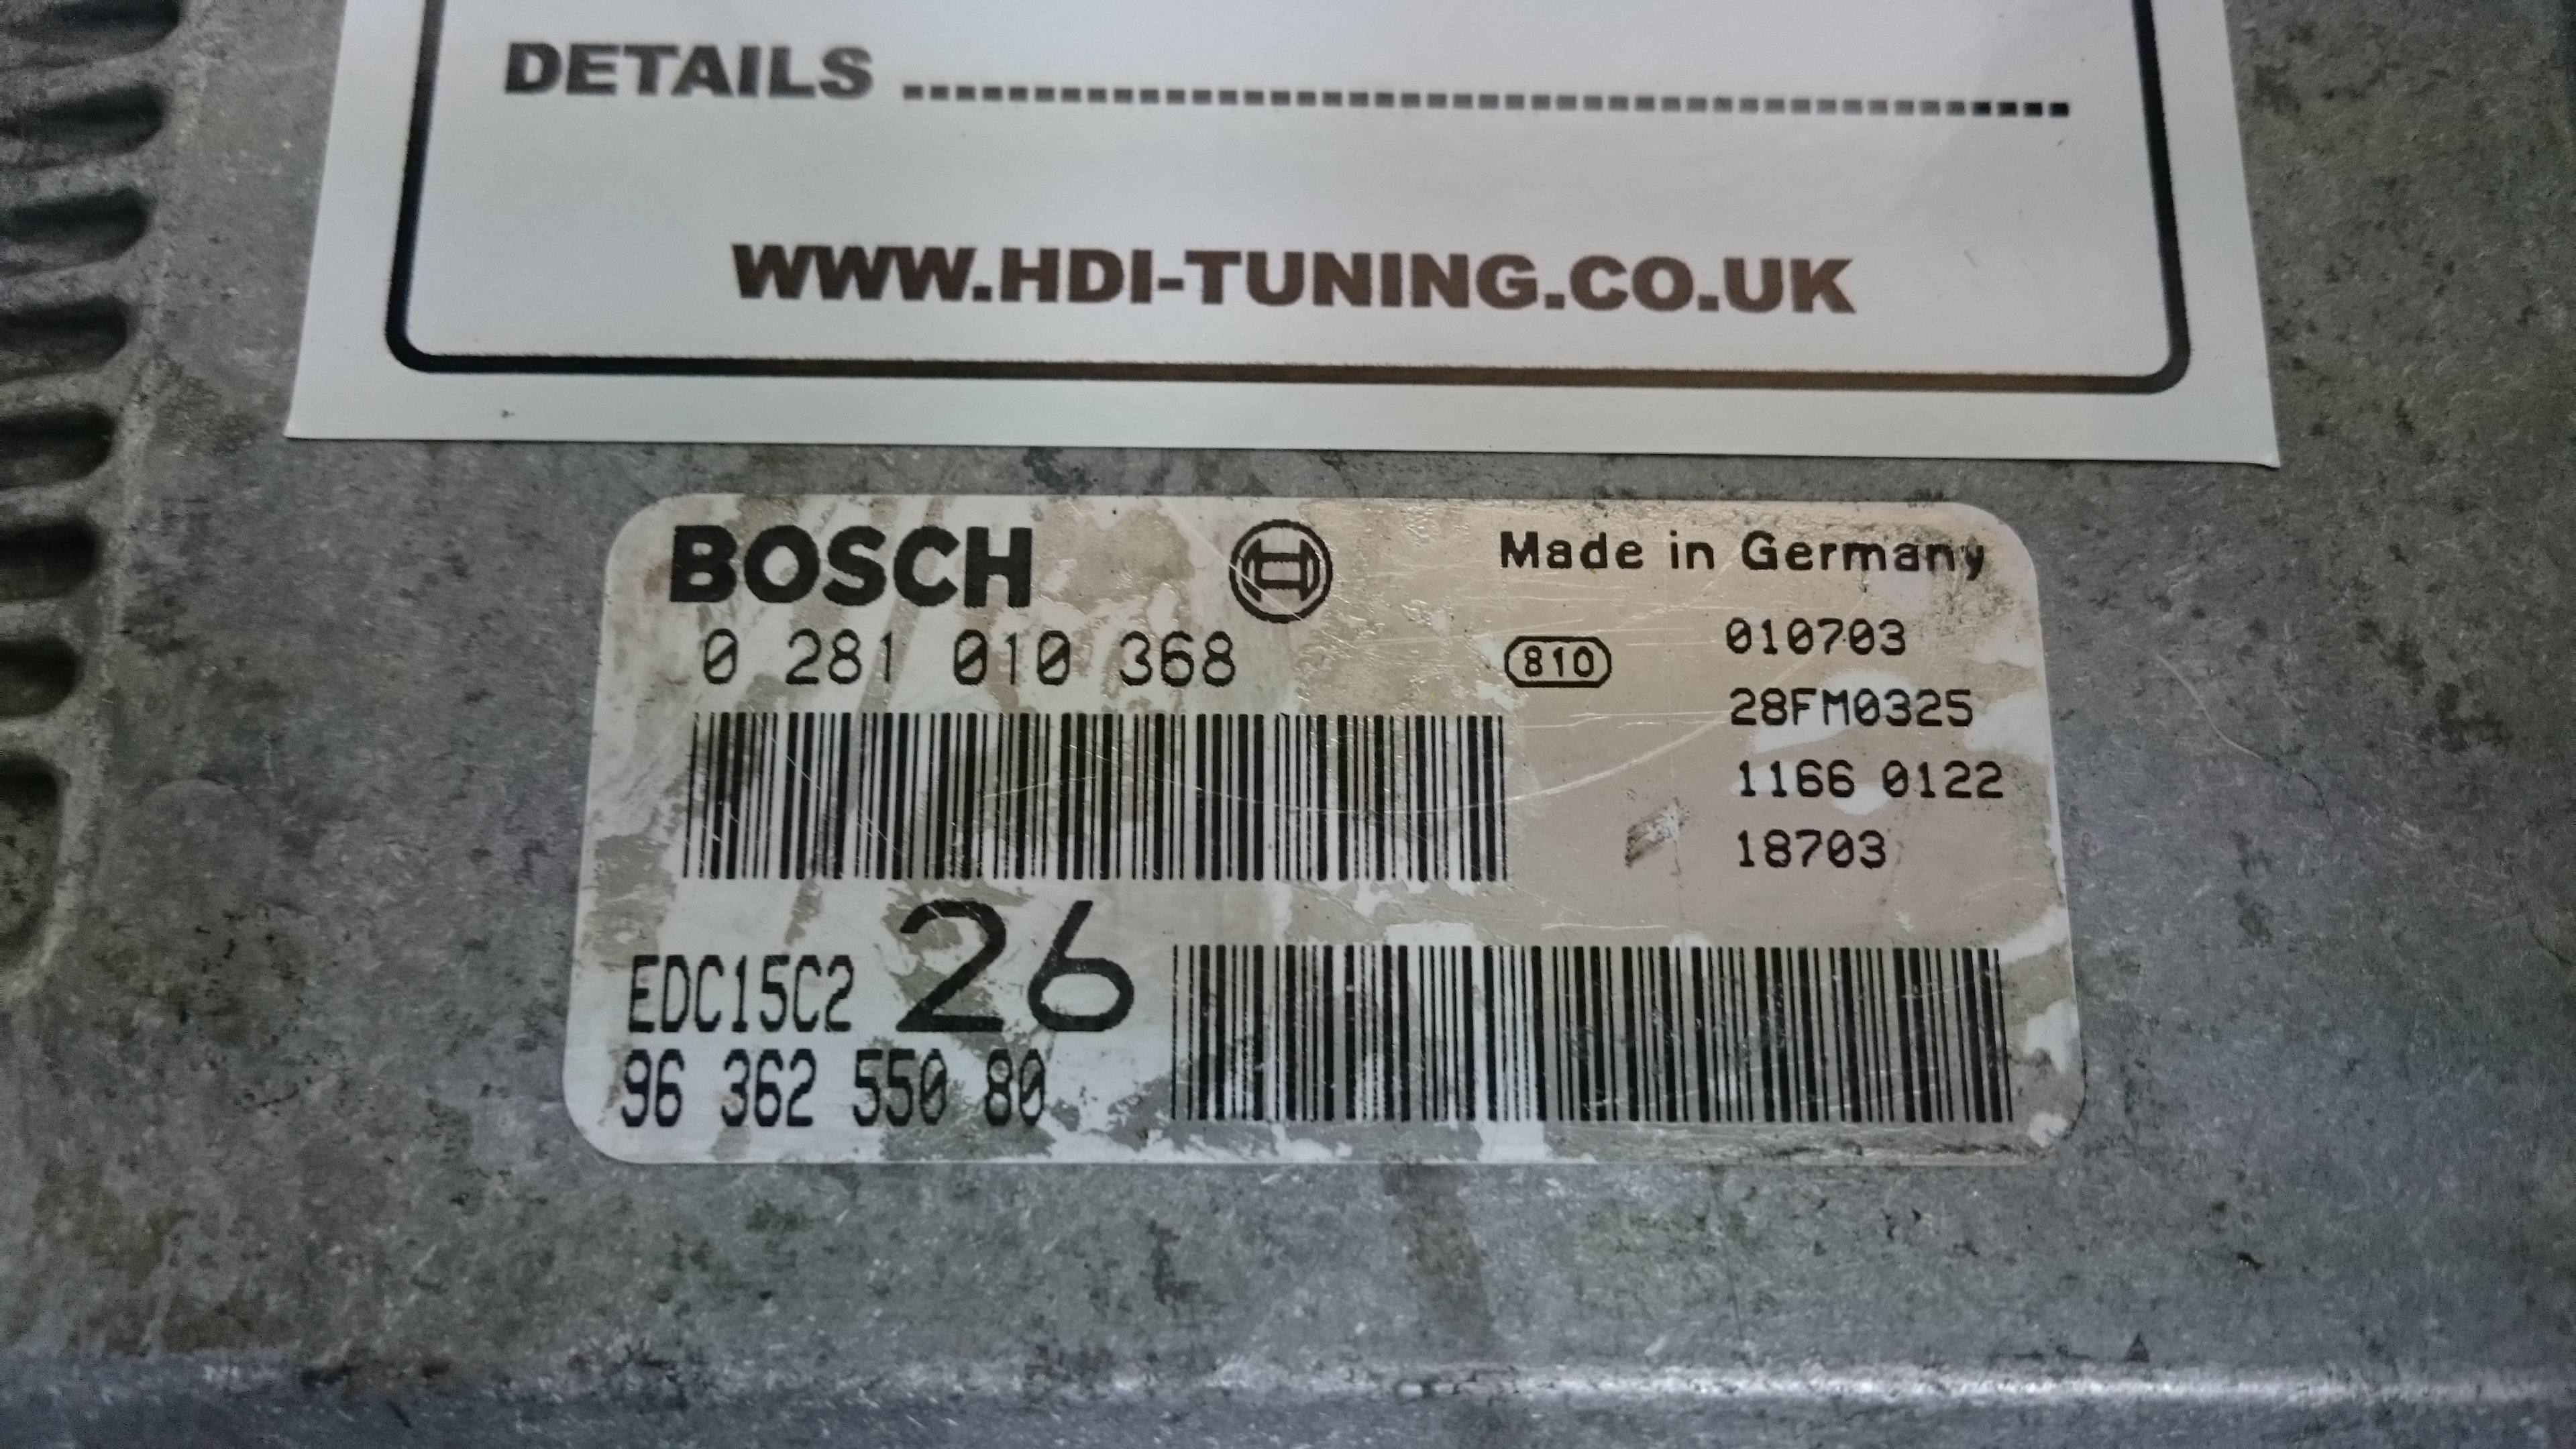 DETAILS ............................................
WWW.HDI-TUNING.CO.UK
BOSCH
Made in Germany
0 281 010 368
810
010703
28FM0325
1166 0122
18703
EDC15C2 26
96 362 550 80